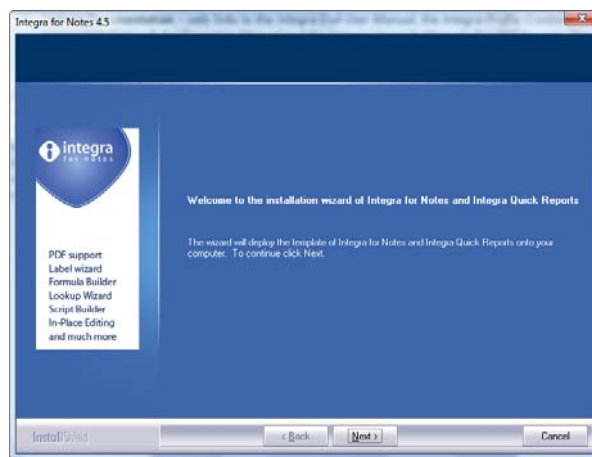 Integra for Notes 4.5
integra
for notes
Welcome to the installation wizard of Integra for Notes and Integra Quick Reports
The wizard will deploy the template of Integra for Notes and Integra Quick Reports onto your
computer. To continue click Next.
PDF support
Label wizard
Formula Builder
Lookup Wizard
Script Builder
In-Place Editing
and much more
InstallShield
< Back
Next >
Cancel